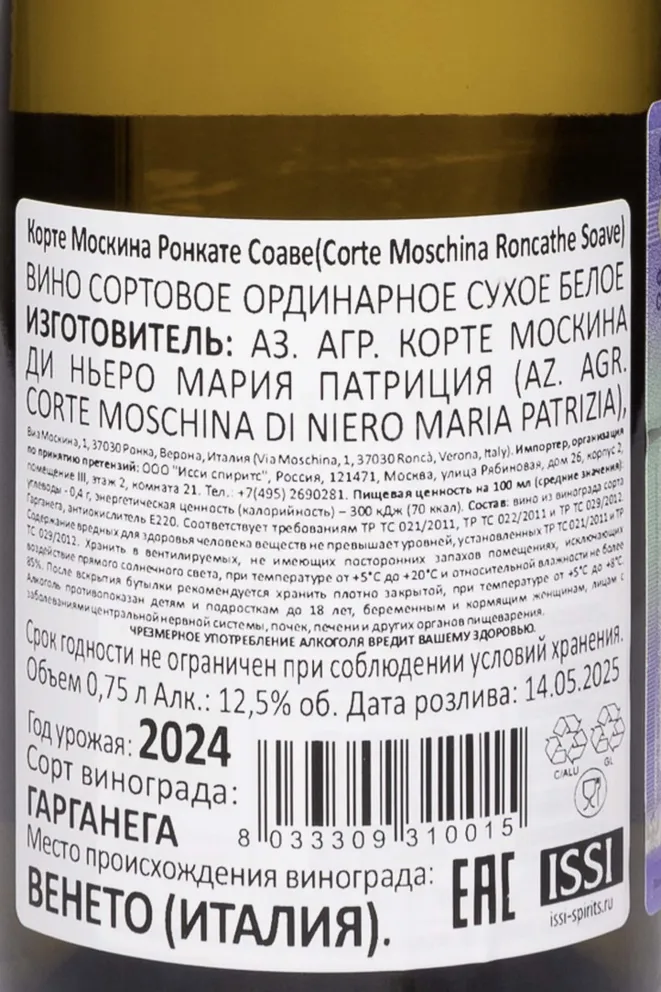 Корте Москина Ронкате Соаве(Corte Moschina Roncathe Soave)
ВИНО СОРТОВОЕ ОРДИНАРНОЕ СУХОЕ БЕЛОЕ
ИЗГОТОВИТЕЛЬ: АЗ. АГР. КОРТЕ МОСКИНА
ДИ НЬЕРО МАРИЯ ПАТРИЦИЯ (AZ. AGR.
CORTE MOSCHINA DI NIERO MARIA PATRIZIA),
Виа Москина, 1, 37030 Ронка, Верона, Италия (Via Moschina, 1, 37030 Roncà, Verona, Italy). Импортер, организация
по принятию претензий: ООО "Исси спиритс", Россия, 121471, Москва, улица Рябиновая, дом 26, корпус 2,
помещение III, этаж 2, комната 21. Тел.: +7(495) 2690281. Пищевая ценность на 100 мл (средние значения):
углеводы - 0,4 г, энергетическая ценность (калорийность) – 300 кДж (70 ккал). Состав: вино из винограда сорта
Гарганега, антиокислитель Е220. Соответствует требованиям ТР ТС 021/2011, ТР ТС 022/2011 и ТР ТС 029/2012.
Содержание вредных для здоровья человека веществ не превышает уровней, установленных ТР ТС 021/2011 и ТР
ТС 029/2012. Хранить в вентилируемых, не имеющих посторонних запахов помещениях, исключающих
воздействие прямого солнечного света, при температуре от +5°С до +20°С и относительной влажности не более
85%. После вскрытия бутылки рекомендуется хранить плотно закрытой, при температуре от +5°С до +8°С.
Алкоголь противопоказан детям и подросткам до 18 лет, беременным и кормящим женщинам, лицам с
заболеваниями центральной нервной системы, почек, печени и других органов пищеварения.
ЧРЕЗМЕРНОЕ УПОТРЕБЛЕНИЕ АЛКОГОЛЯ ВРЕДИТ ВАШЕМУ ЗДОРОВЬЮ.
Срок годности не ограничен при соблюдении условий хранения.
Объем 0,75 л Алк.: 12,5% об. Дата розлива: 14.05.2025
Год урожая: 2024
Сорт винограда:
ГАРГАНЕГА
Место происхождения винограда:
ВЕНЕТО (ИТАЛИЯ).
8 033309 310015
C/ALU GL
EAC
ISSI
issi-spirits.ru